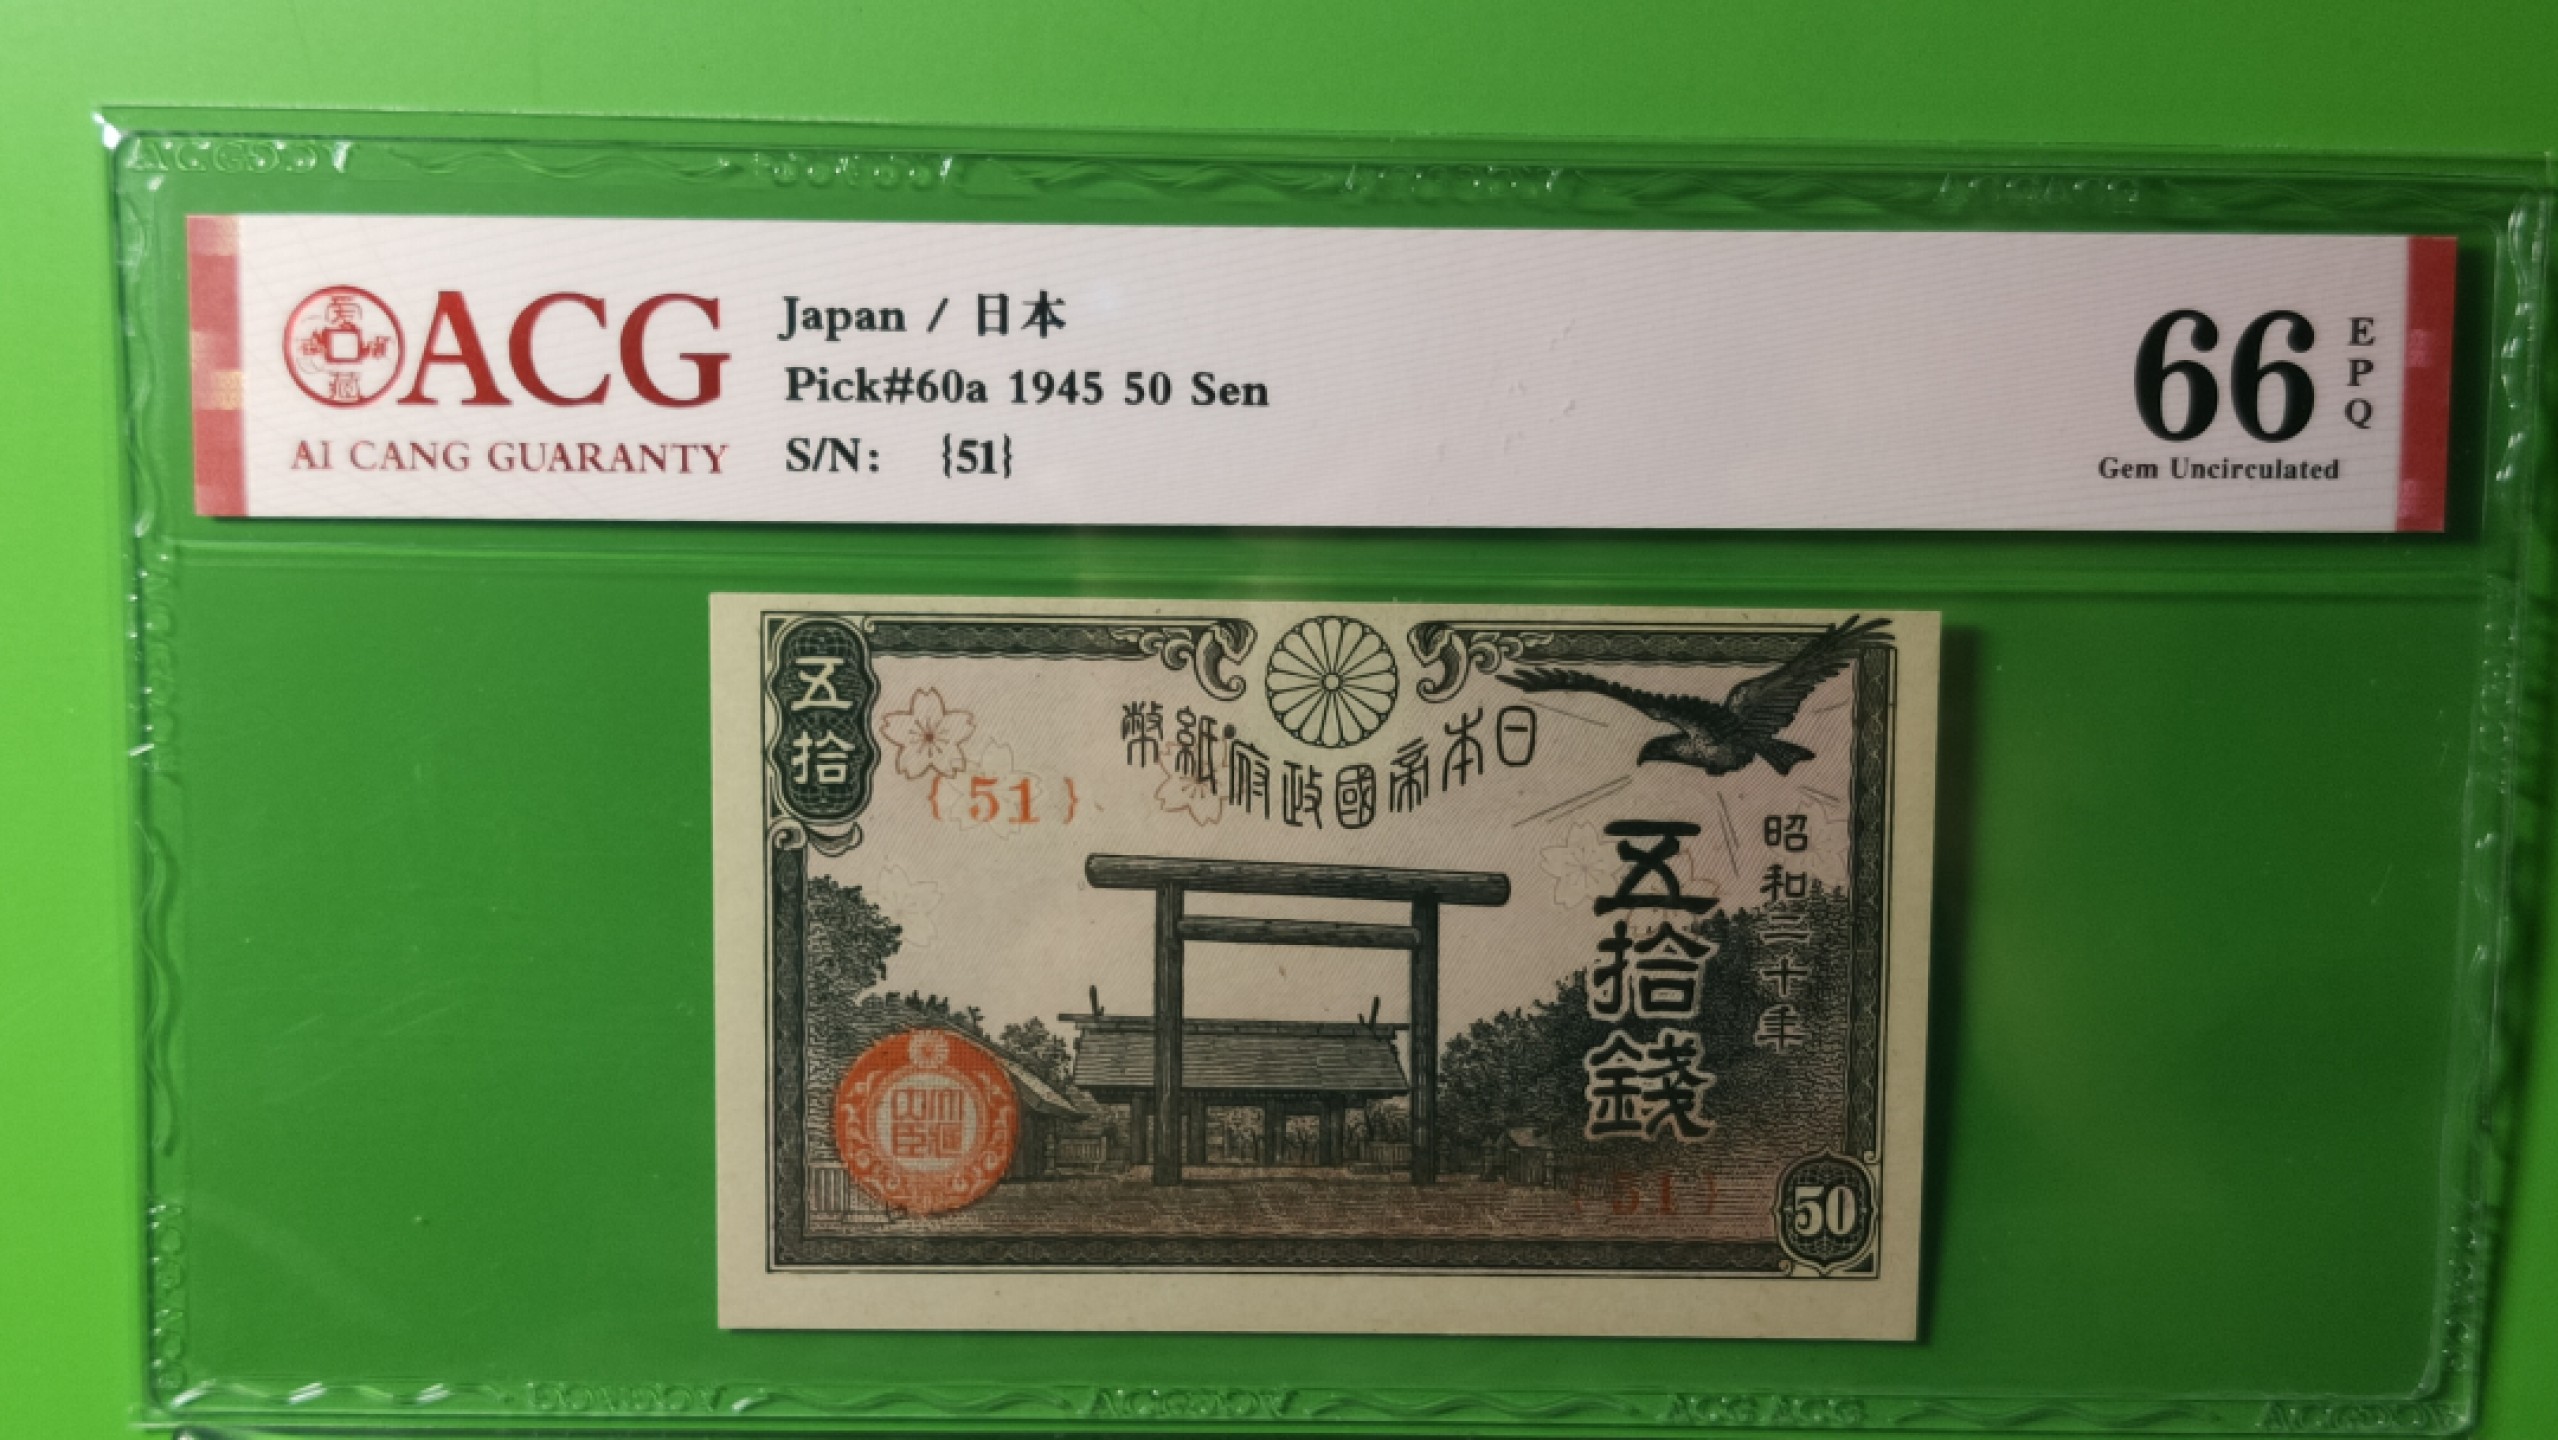 爱藏
ACG
AI CANG GUARANTY
Japan / 日本
Pick#60a 1945 50 Sen
S/N: {51}
66
EPQ
Gem Uncirculated
五拾
日本帝國政府紙幣
{51}
昭和二十年
五拾錢
{51}
50